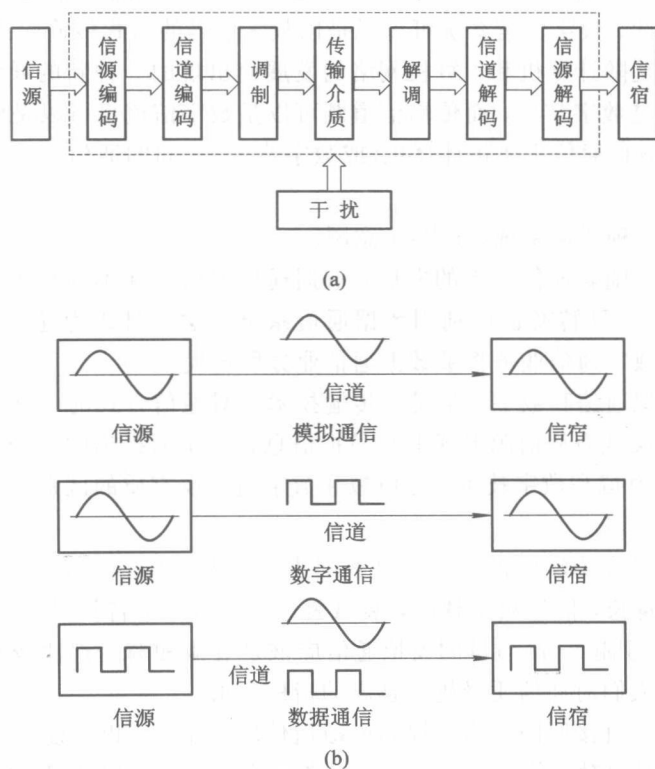 信源
信源编码
信道编码
调制
传输介质
解调
信道解码
信源解码
信宿
干 扰
(a)
信道
信源 模拟通信 信宿
信道
信源 数字通信 信宿
信道
信源 数据通信 信宿
(b)